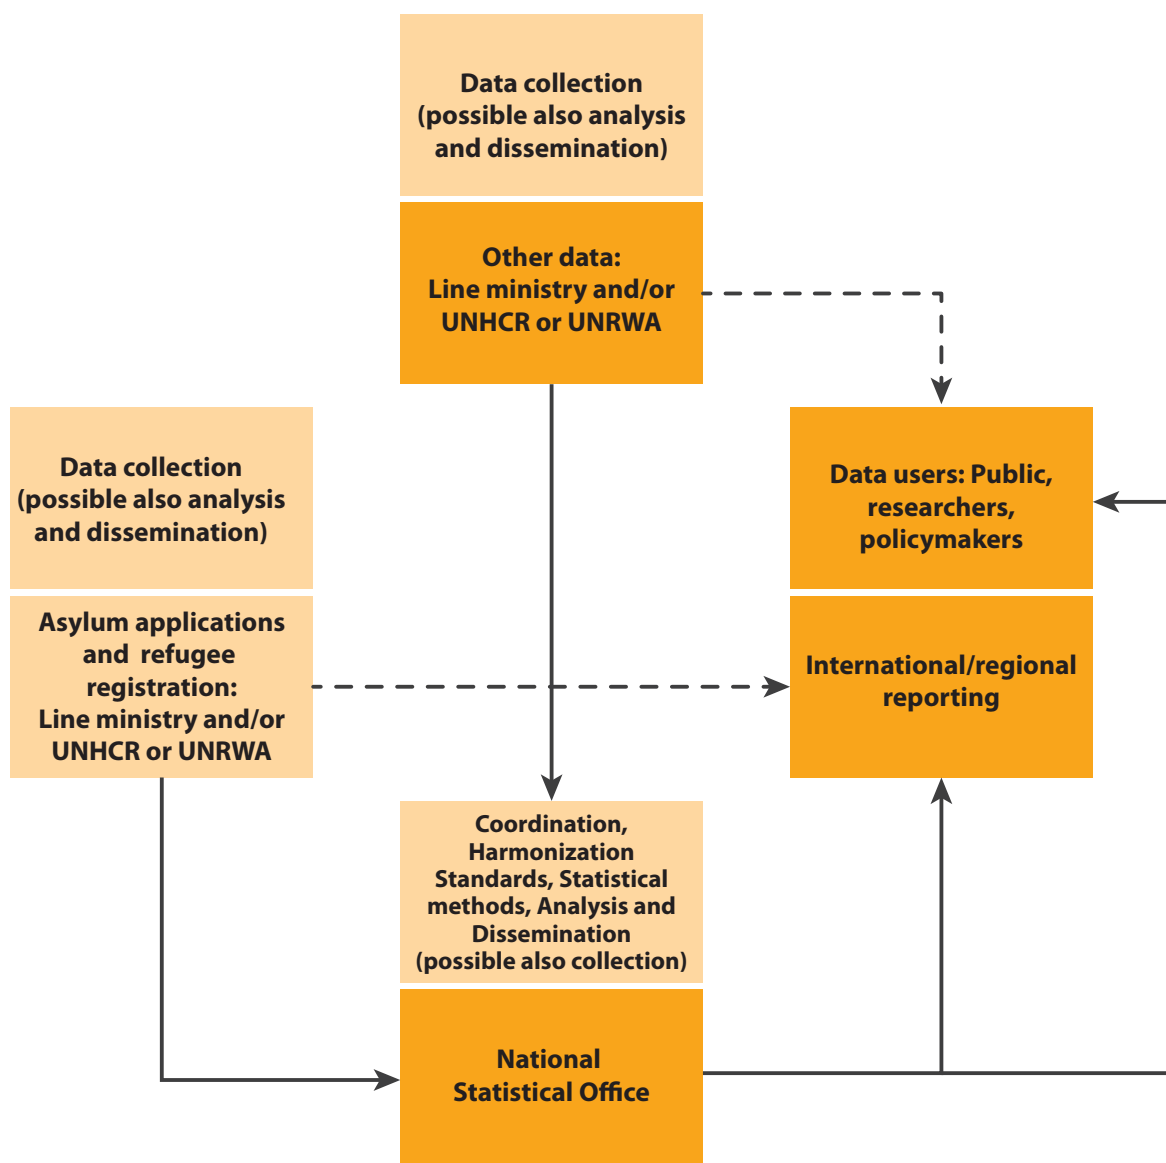 Data collection
(possible also analysis
and dissemination)
Other data:
Line ministry and/or
UNHCR or UNRWA
Data collection
(possible also analysis
and dissemination)
Asylum applications
and refugee
registration:
Line ministry and/or
UNHCR or UNRWA
Data users: Public,
researchers,
policymakers
International/regional
reporting
Coordination,
Harmonization
Standards, Statistical
methods, Analysis and
Dissemination
(possible also collection)
National
Statistical Office